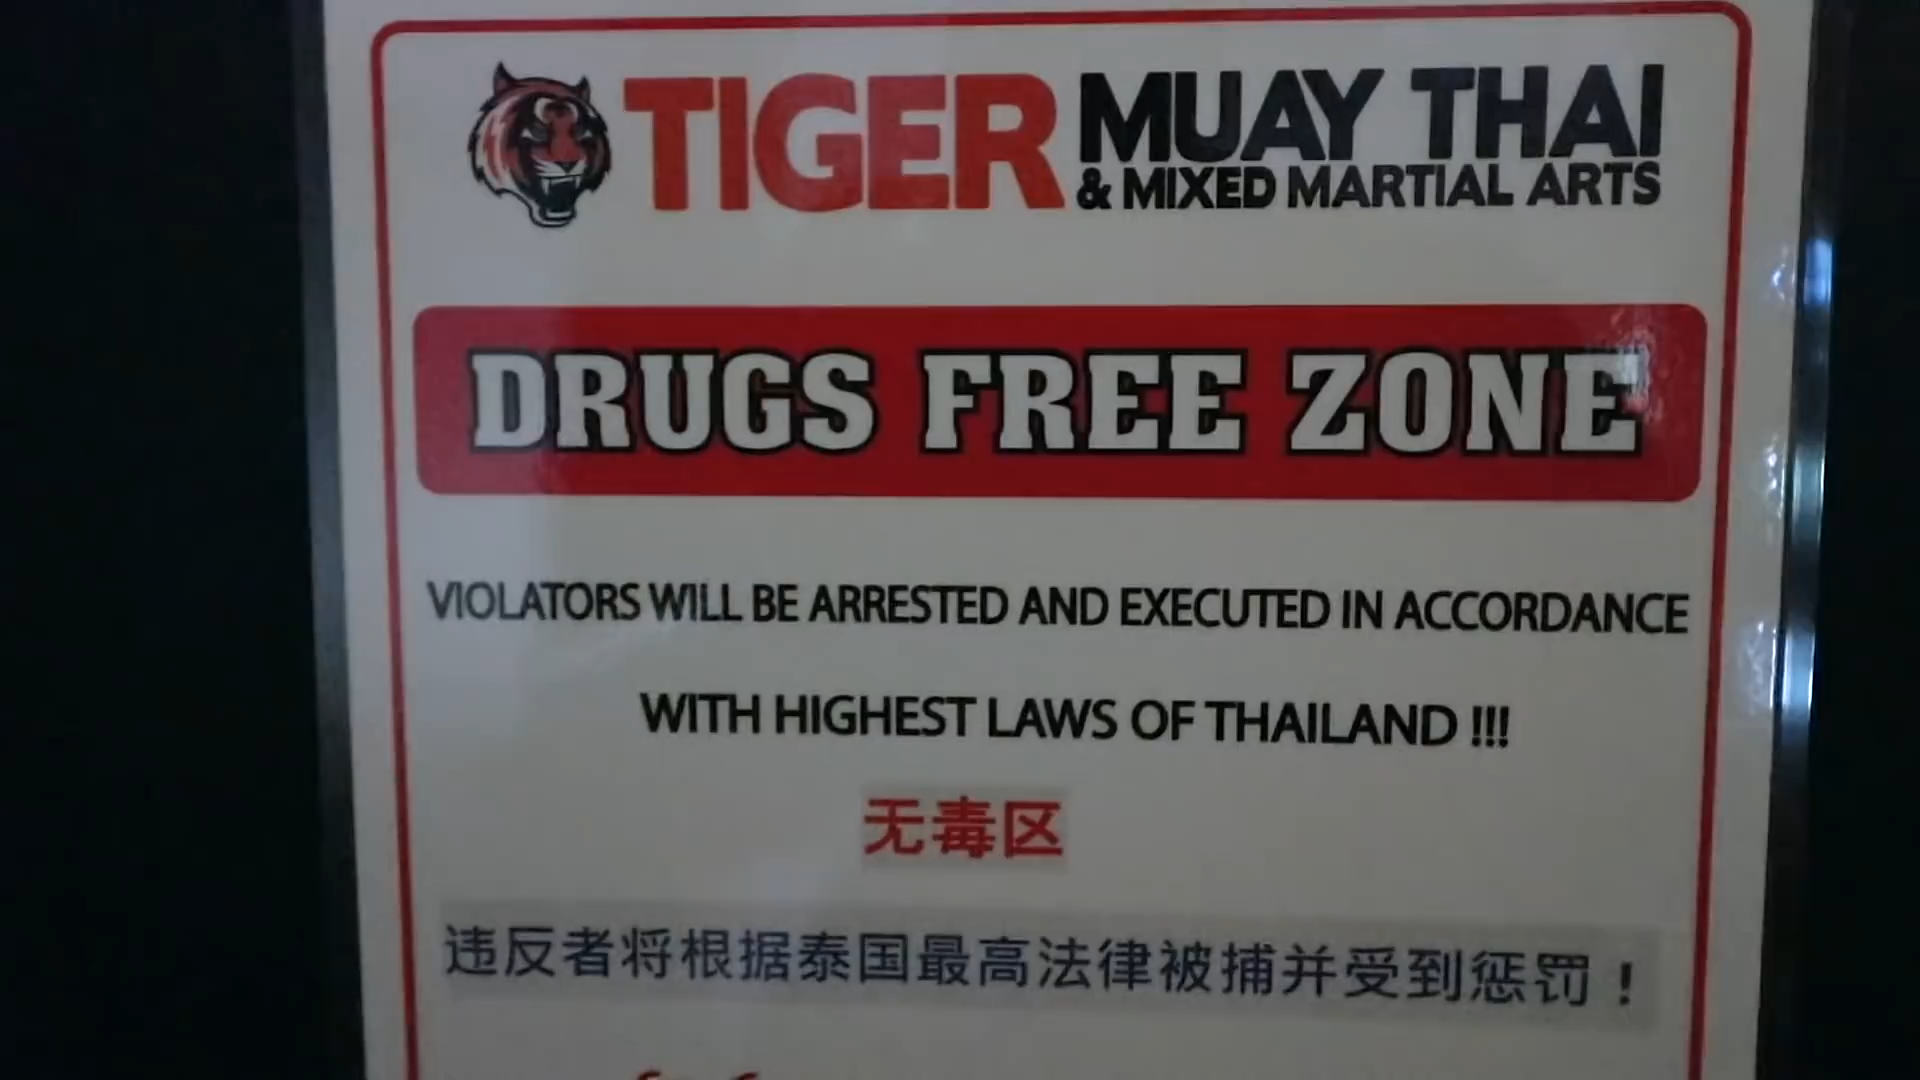 TIGER MUAY THAI
& MIXED MARTIAL ARTS
DRUGS FREE ZONE
VIOLATORS WILL BE ARRESTED AND EXECUTED IN ACCORDANCE
WITH HIGHEST LAWS OF THAILAND !!!
无毒区
违反者将根据泰国最高法律被捕并受到惩罚！